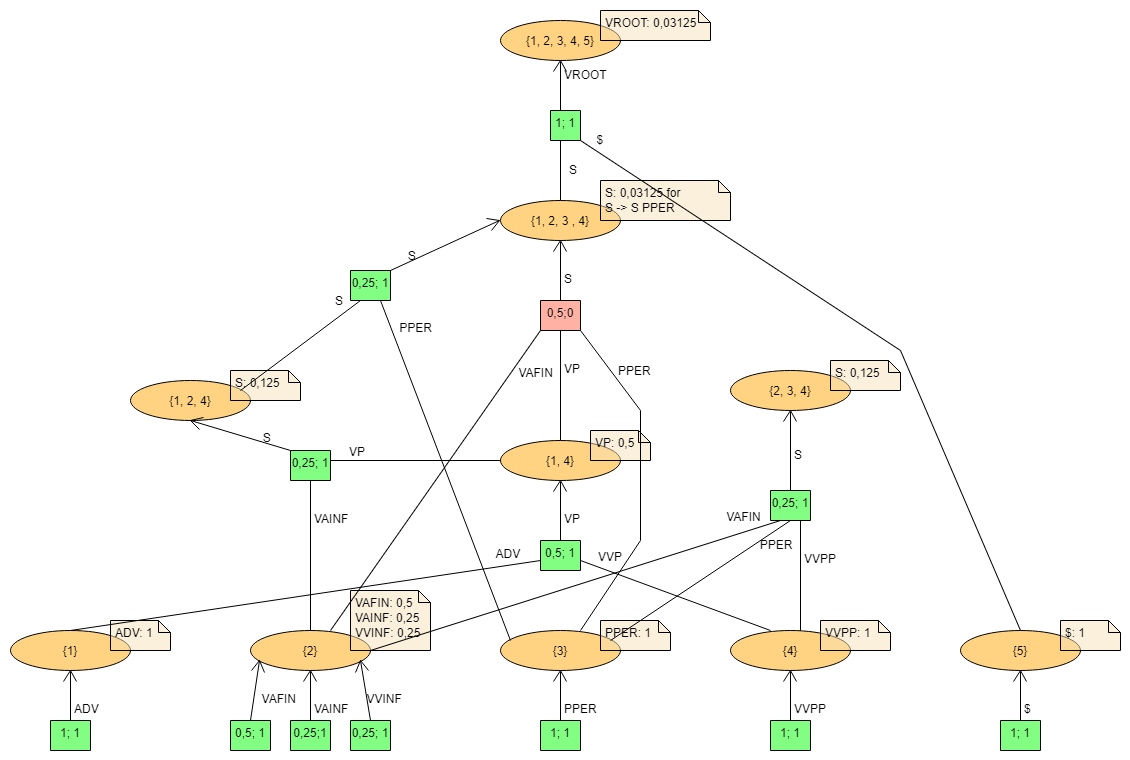 {1, 2, 3, 4, 5}
VROOT: 0,03125
VROOT
1; 1
$
S
S: 0,03125 for
S -> S PPER
{1, 2, 3 , 4}
S
S
0,25; 1
S
0,5;0
PPER
VAFIN
VP
PPER
S: 0,125
{1, 2, 4}
S: 0,125
{2, 3, 4}
S
VP
0,25; 1
VP: 0,5
{1, 4}
S
0,25; 1
VAINF
VP
VAFIN
PPER
ADV
0,5; 1
VVP
VVPP
ADV: 1
{1}
VAFIN: 0,5
VAINF: 0,25
VVINF: 0,25
{2}
PPER: 1
{3}
VVPP: 1
{4}
$: 1
{5}
ADV
VAFIN
VAINF
VVINF
PPER
VVPP
$
1; 1
0,5; 1
0,25;1
0,25; 1
1; 1
1; 1
1; 1